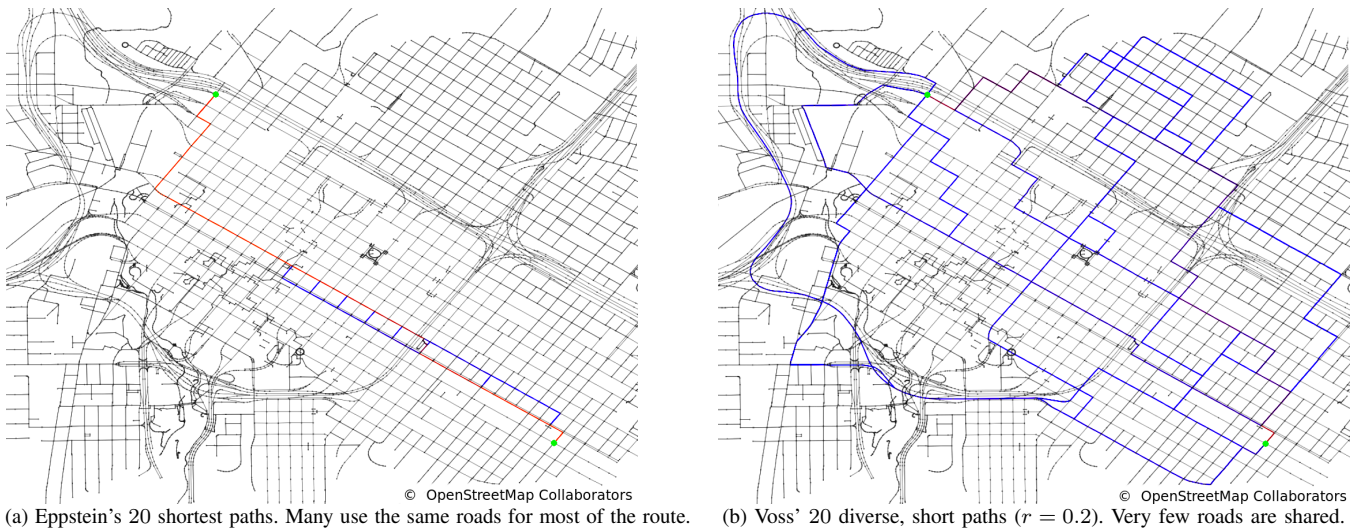 © OpenStreetMap Collaborators
© OpenStreetMap Collaborators
(a) Eppstein's 20 shortest paths. Many use the same roads for most of the route.
(b) Voss' 20 diverse, short paths (r = 0.2). Very few roads are shared.